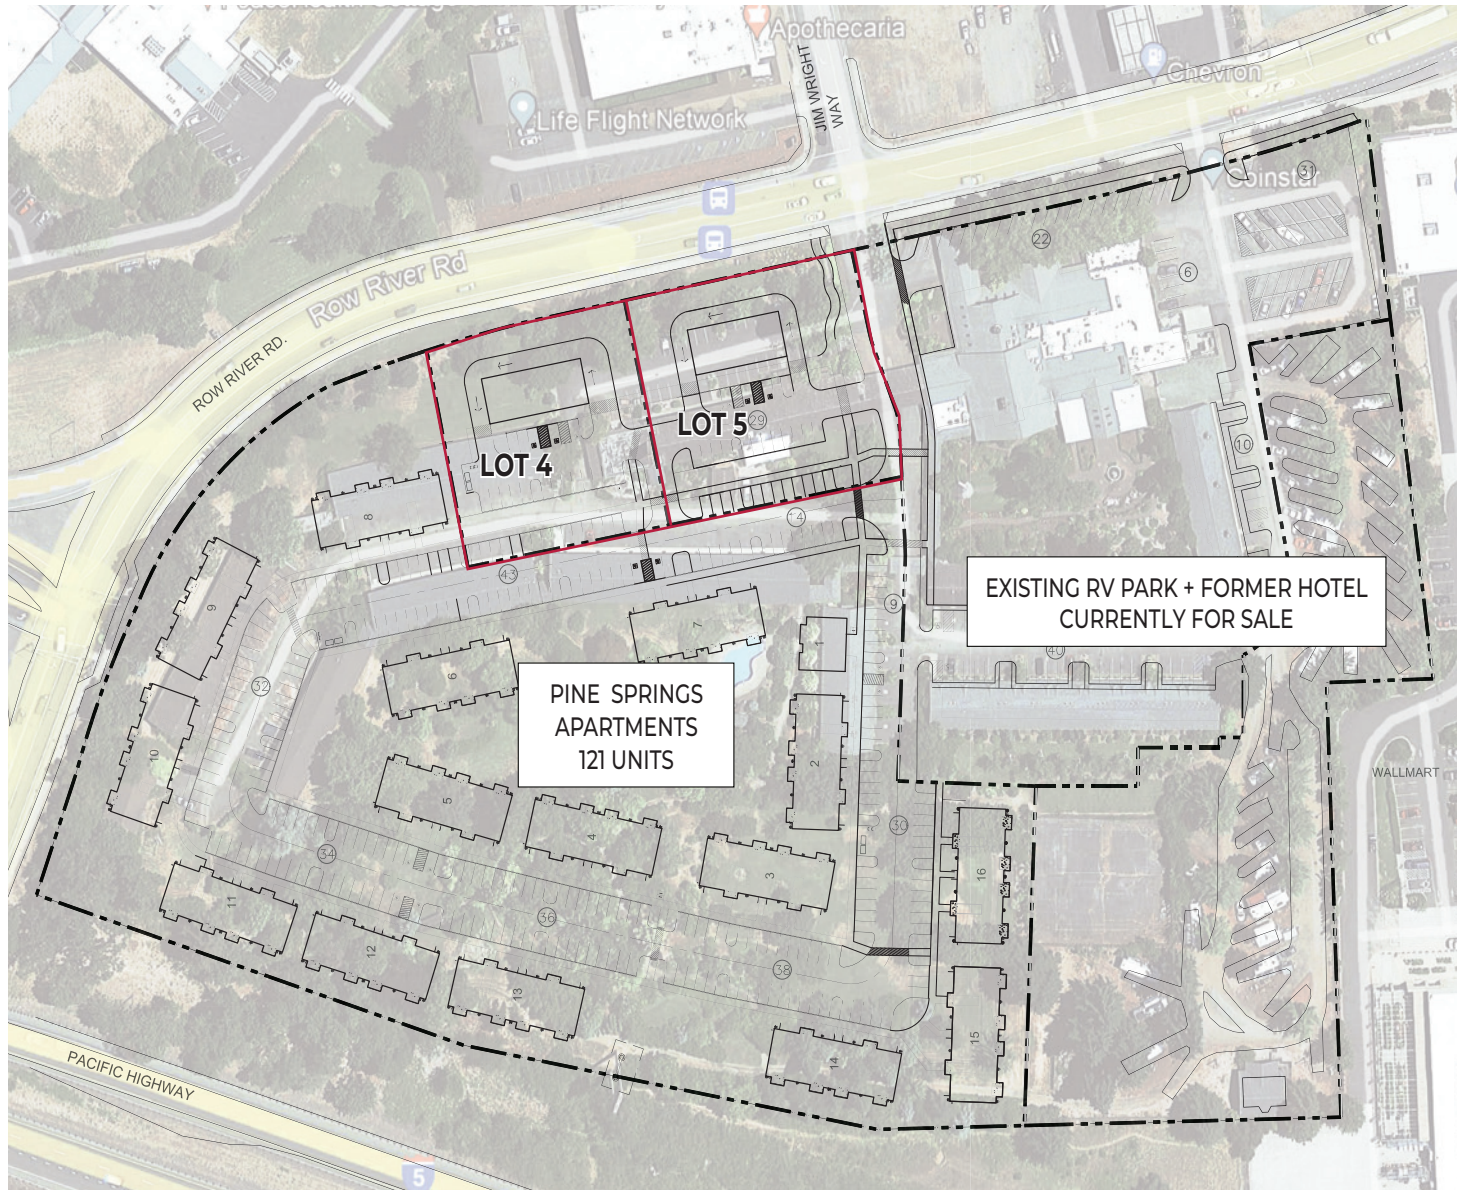 Apothecaria
JIM WRIGHT
WAY
Chevron
Life Flight Network
Coinstar
31
22
6
Row River Rd
ROW RIVER RD.
LOT 4
LOT 5
29
10
8
14
43
9
9
7
1
6
32
40
EXISTING RV PARK + FORMER HOTEL
CURRENTLY FOR SALE
PINE SPRINGS
APARTMENTS
121 UNITS
10
2
5
4
30
34
3
16
WALLMART
11
36
12
38
13
14
15
PACIFIC HIGHWAY
5